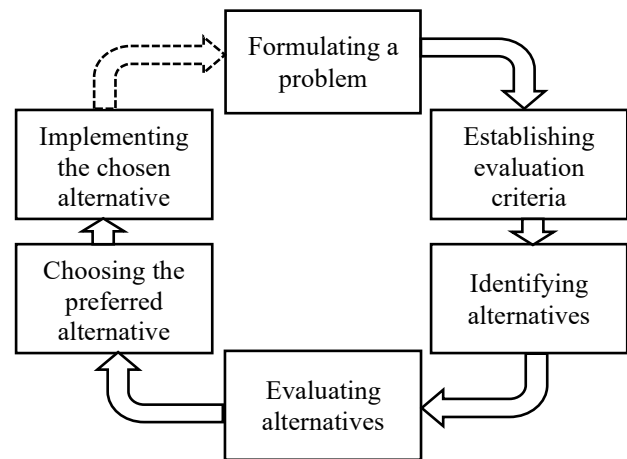 Formulating a
problem
Establishing
evaluation
criteria
Identifying
alternatives
Evaluating
alternatives
Choosing the
preferred
alternative
Implementing
the chosen
alternative